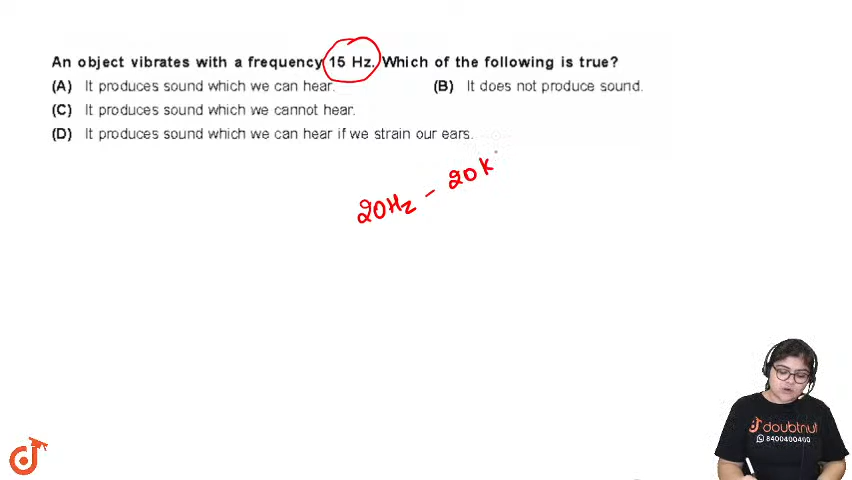 An object vibrates with a frequency 15 Hz. Which of the following is true?
(A) It produces sound which we can hear. (B) It does not produce sound.
(C) It produces sound which we cannot hear.
(D) It produces sound which we can hear if we strain our ears.
20Hz - 20K
doubtnut
8400400400